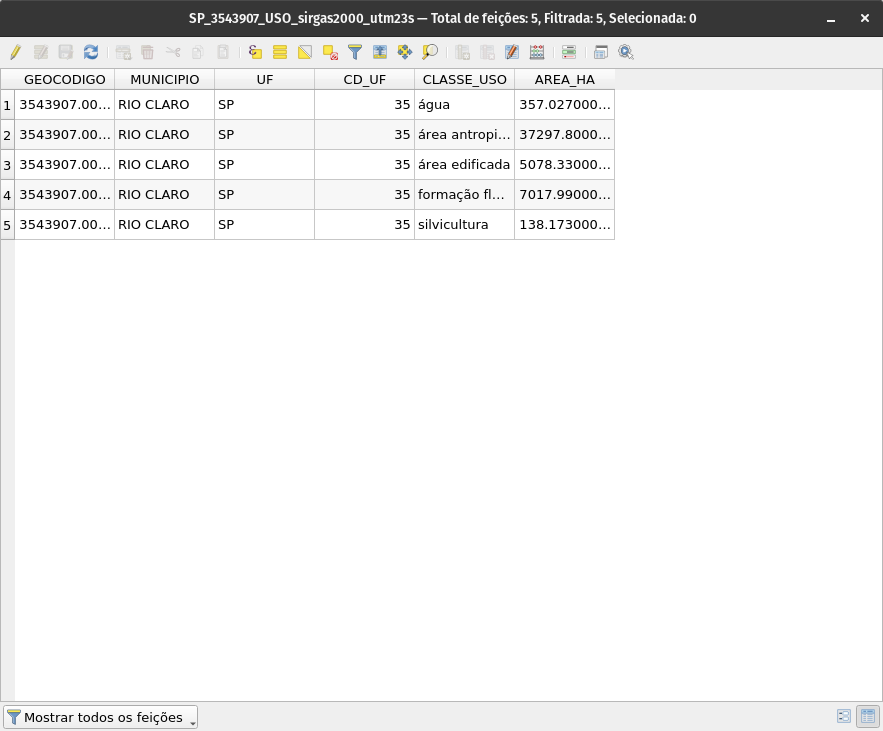 SP_3543907_USO_sirgas2000_utm23s — Total de feições: 5, Filtrada: 5, Selecionada: 0
GEOCODIGO MUNICIPIO UF CD_UF CLASSE_USO AREA_HA
1 3543907.00… RIO CLARO SP 35 água 357.027000…
2 3543907.00… RIO CLARO SP 35 área antropi… 37297.8000…
3 3543907.00… RIO CLARO SP 35 área edificada 5078.33000…
4 3543907.00… RIO CLARO SP 35 formação fl… 7017.99000…
5 3543907.00… RIO CLARO SP 35 silvicultura 138.173000…
Mostrar todos os feições